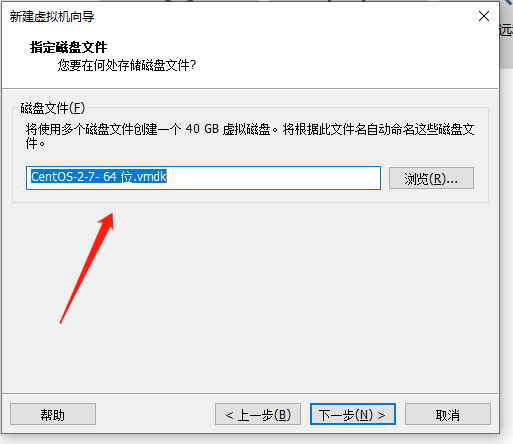 新建虚拟机向导
远
指定磁盘文件
您要在何处存储磁盘文件?
磁盘文件(F)
将使用多个磁盘文件创建一个 40 GB 虚拟磁盘。将根据此文件名自动命名这些磁盘文
件。
CentOS-2-7- 64 位.vmdk
浏览(R)...
帮助
< 上一步(B)
下一步(N) >
取消